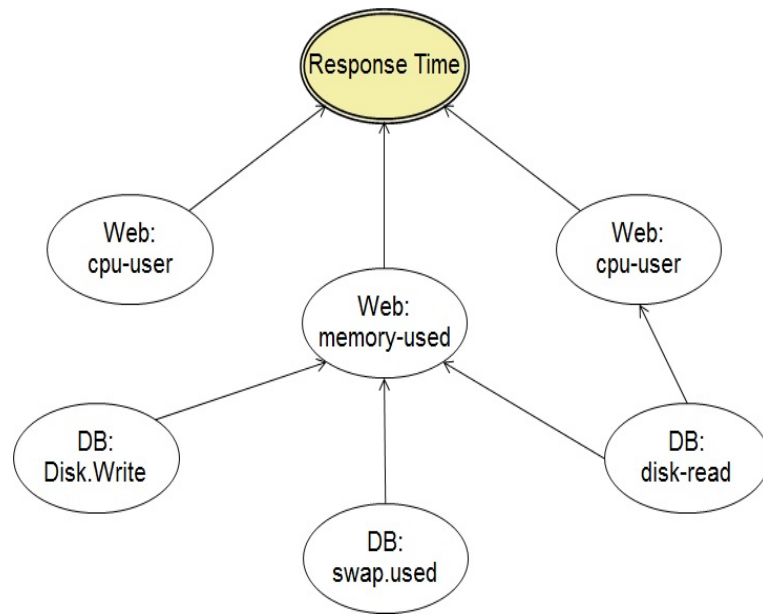 Response Time
Web:
cpu-user
Web:
cpu-user
Web:
memory-used
DB:
Disk.Write
DB:
disk-read
DB:
swap.used